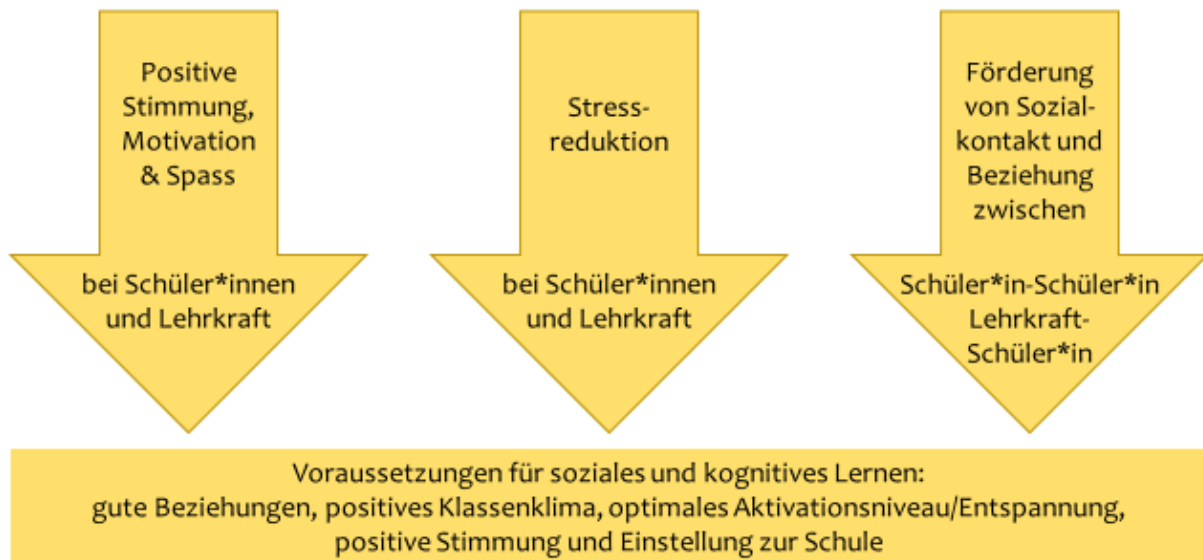 Positive
Stimmung,
Motivation
& Spass
bei Schüler*innen
und Lehrkraft
Stress-
reduktion
bei Schüler*innen
und Lehrkraft
Förderung
von Sozial-
kontakt und
Beziehung
zwischen
Schüler*in-Schüler*in
Lehrkraft-
Schüler*in
Voraussetzungen für soziales und kognitives Lernen:
gute Beziehungen, positives Klassenklima, optimales Aktivationsniveau/Entspannung,
positive Stimmung und Einstellung zur Schule